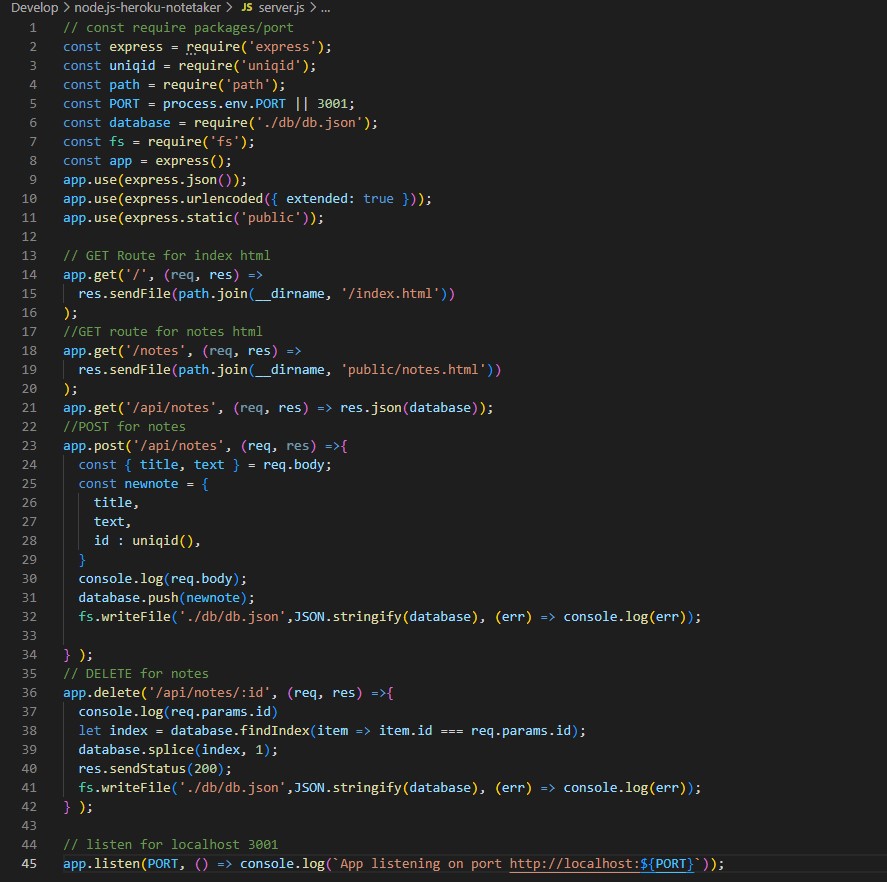 Develop > node.js-heroku-notetaker > JS server.js > ...
1 // const require packages/port
2 const express = require('express');
3 const uniqid = require('uniqid');
4 const path = require('path');
5 const PORT = process.env.PORT || 3001;
6 const database = require('./db/db.json');
7 const fs = require('fs');
8 const app = express();
9 app.use(express.json());
10 app.use(express.urlencoded({ extended: true }));
11 app.use(express.static('public'));
12
13 // GET Route for index html
14 app.get('/', (req, res) =>
15   res.sendFile(path.join(__dirname, '/index.html'))
16 );
17 //GET route for notes html
18 app.get('/notes', (req, res) =>
19   res.sendFile(path.join(__dirname, 'public/notes.html'))
20 );
21 app.get('/api/notes', (req, res) => res.json(database));
22 //POST for notes
23 app.post('/api/notes', (req, res) =>{
24   const { title, text } = req.body;
25   const newnote = {
26     title,
27     text,
28     id : uniqid(),
29   }
30   console.log(req.body);
31   database.push(newnote);
32   fs.writeFile('./db/db.json',JSON.stringify(database), (err) => console.log(err));
33
34 } );
35 // DELETE for notes
36 app.delete('/api/notes/:id', (req, res) =>{
37   console.log(req.params.id)
38   let index = database.findIndex(item => item.id === req.params.id);
39   database.splice(index, 1);
40   res.sendStatus(200);
41   fs.writeFile('./db/db.json',JSON.stringify(database), (err) => console.log(err));
42 } );
43
44 // listen for localhost 3001
45 app.listen(PORT, () => console.log(`App listening on port http://localhost:${PORT}`));